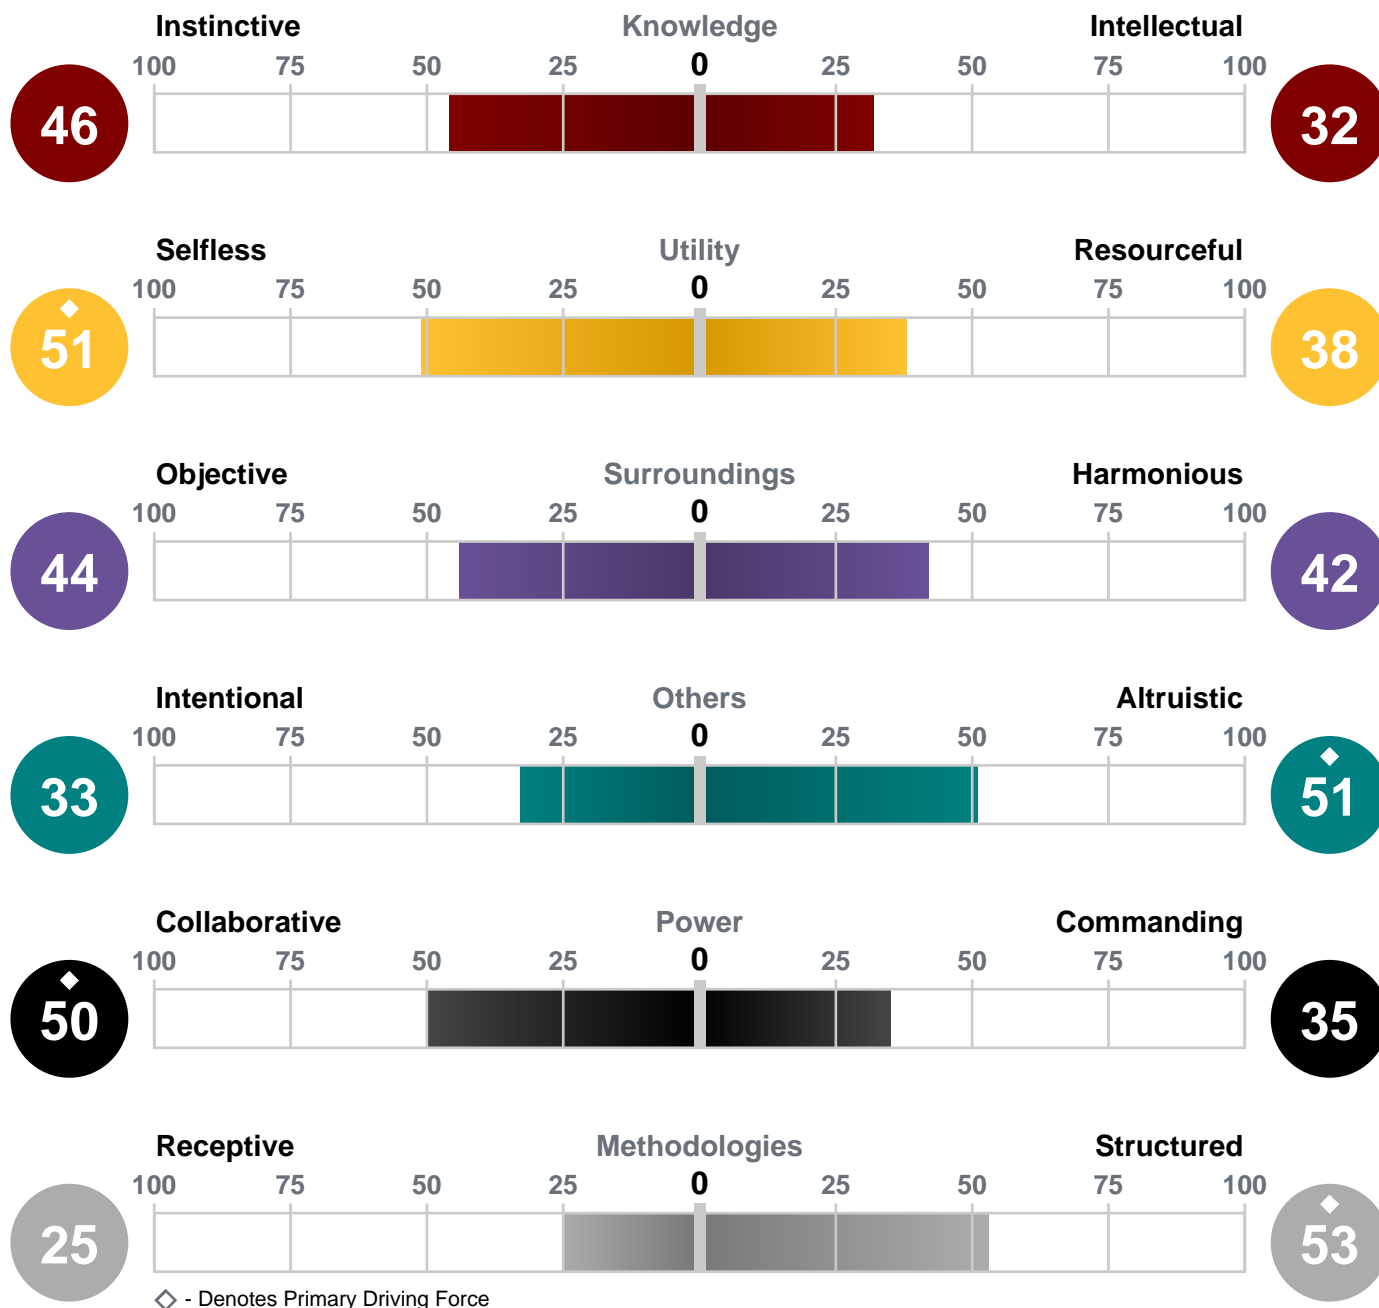 Instinctive Knowledge Intellectual
100 75 50 25 0 25 50 75 100
46 32
Selfless Utility Resourceful
100 75 50 25 0 25 50 75 100
51 38
Objective Surroundings Harmonious
100 75 50 25 0 25 50 75 100
44 42
Intentional Others Altruistic
100 75 50 25 0 25 50 75 100
33 51
Collaborative Power Commanding
100 75 50 25 0 25 50 75 100
50 35
Receptive Methodologies Structured
100 75 50 25 0 25 50 75 100
25 53
- Denotes Primary Driving Force